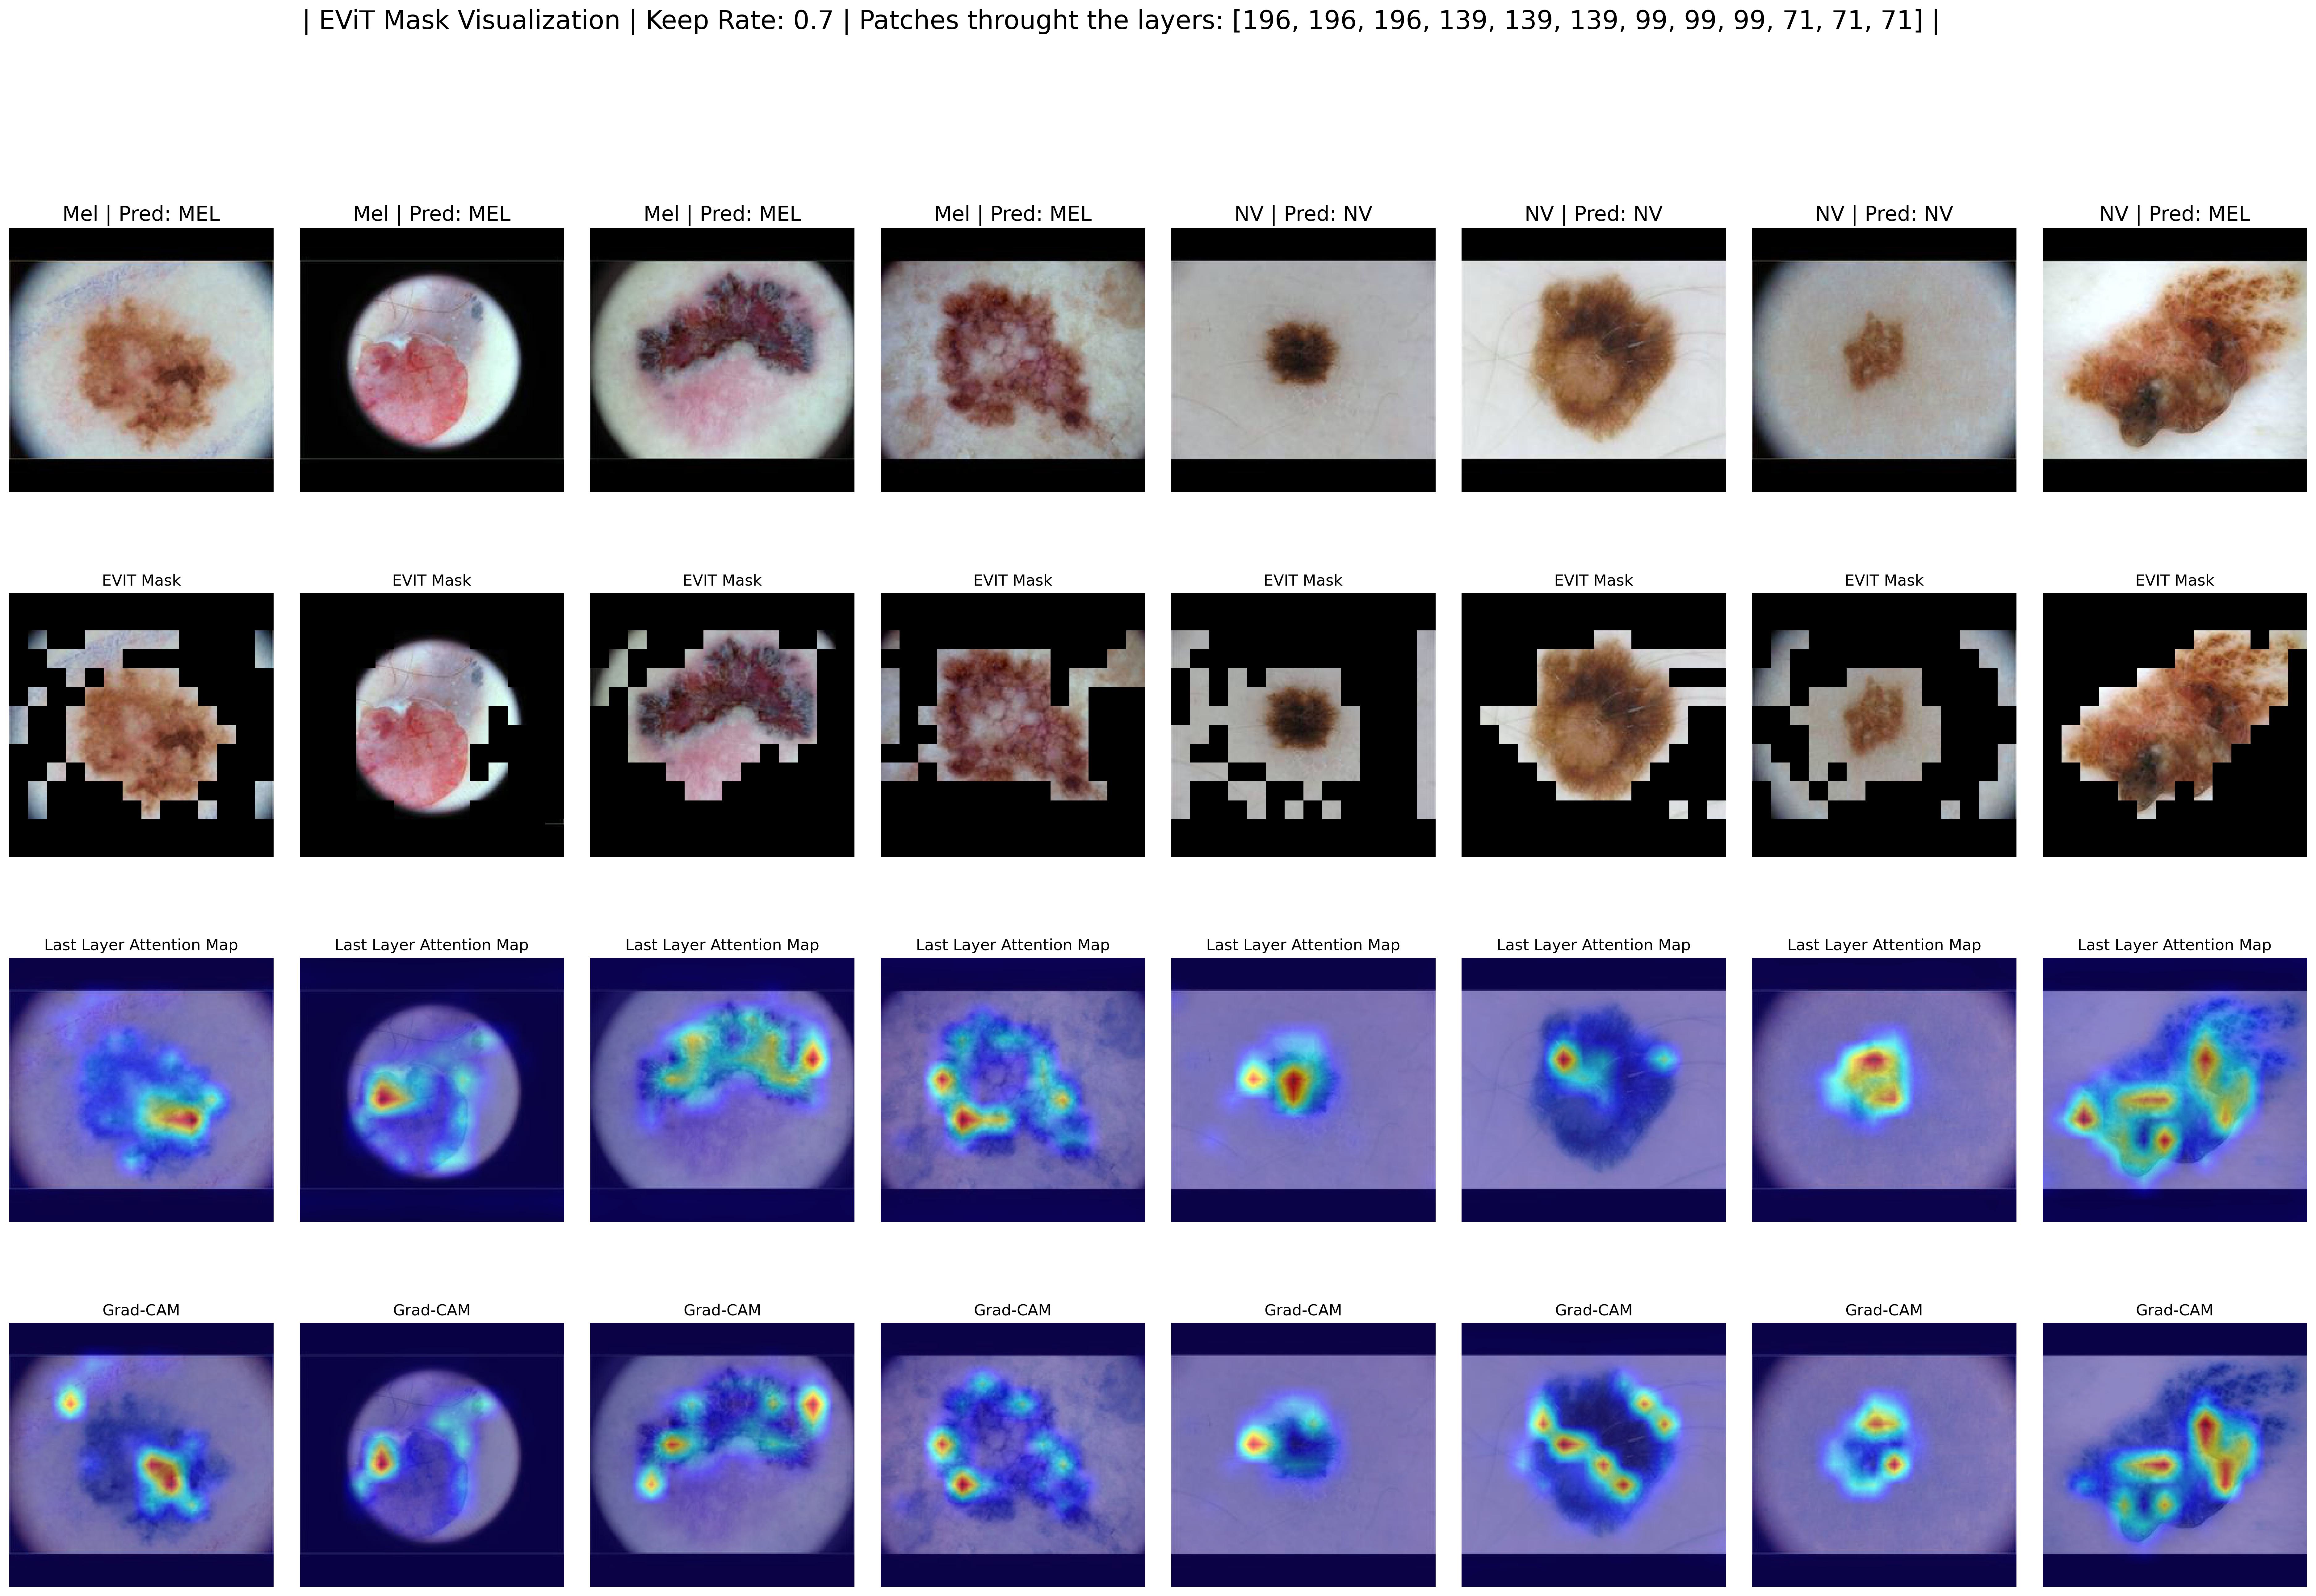 | EViT Mask Visualization | Keep Rate: 0.7 | Patches throught the layers: [196, 196, 196, 139, 139, 139, 99, 99, 99, 71, 71, 71] |
Mel | Pred: MEL
Mel | Pred: MEL
Mel | Pred: MEL
Mel | Pred: MEL
NV | Pred: NV
NV | Pred: NV
NV | Pred: NV
NV | Pred: MEL
EVIT Mask
EVIT Mask
EVIT Mask
EVIT Mask
EVIT Mask
EVIT Mask
EVIT Mask
EVIT Mask
Last Layer Attention Map
Last Layer Attention Map
Last Layer Attention Map
Last Layer Attention Map
Last Layer Attention Map
Last Layer Attention Map
Last Layer Attention Map
Last Layer Attention Map
Grad-CAM
Grad-CAM
Grad-CAM
Grad-CAM
Grad-CAM
Grad-CAM
Grad-CAM
Grad-CAM